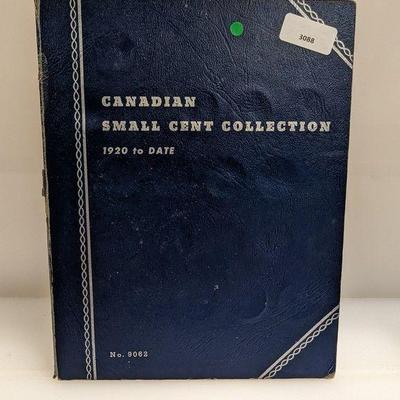 3088
CANADIAN
SMALL CENT COLLECTION
1920 to DATE
No. 9062